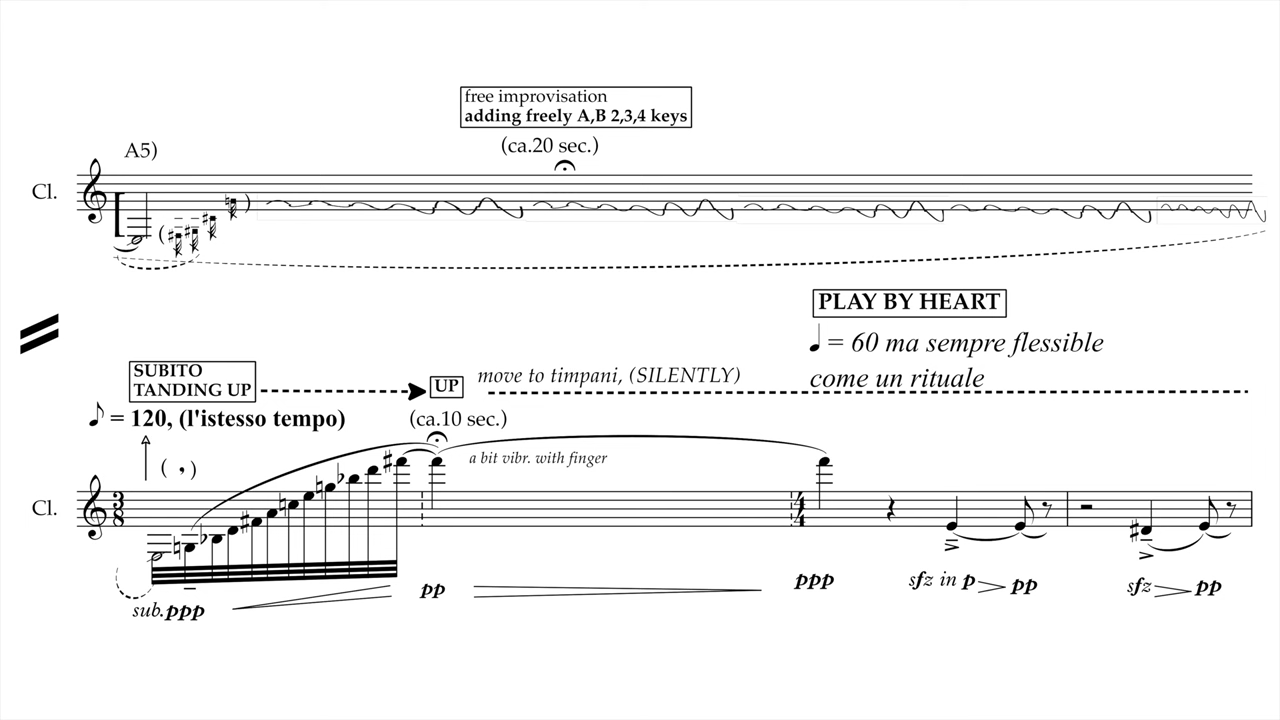 free improvisation
adding freely A,B 2,3,4 keys
(ca.20 sec.)
A5)
Cl.
PLAY BY HEART
= 60 ma sempre flessibile
come un rituale
SUBITO
TANDING UP
UP
move to timpani, (SILENTLY)
= 120, (l'istesso tempo)
(ca.10 sec.)
( , )
a bit vibr. with finger
Cl.
3
8
4
4
sub.ppp
pp
ppp
sfz in p
pp
sfz
pp